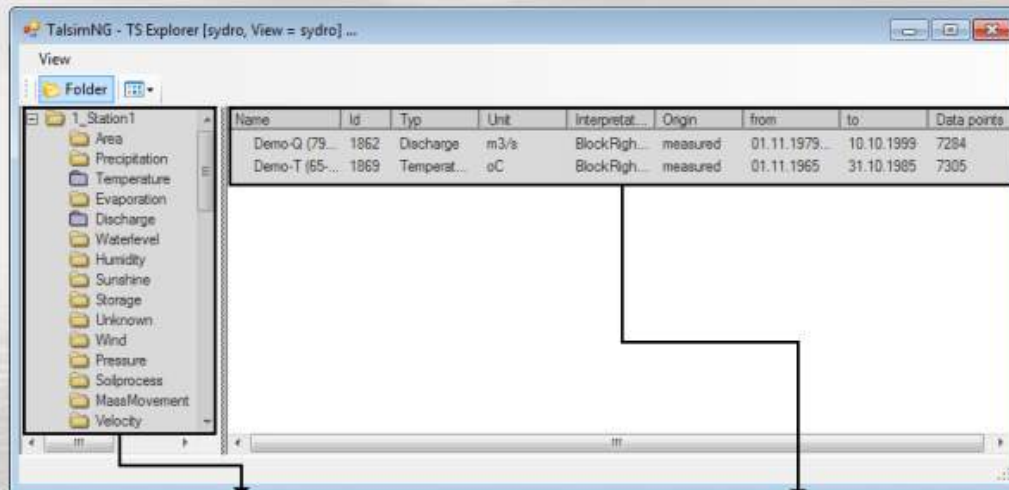 TalsimNG - TS Explorer [sydro, View = sydro] ...
View
Folder
1_Station1
Area
Precipitation
Temperature
Evaporation
Discharge
Waterlevel
Humidity
Sunshine
Storage
Unknown
Wind
Pressure
Soilprocess
MassMovement
Velocity
Name Id Typ Unit Interpretat... Origin from to Data points
Demo-Q (79... 1862 Discharge m3/s BlockRigh... measured 01.11.1979... 10.10.1999 7284
Demo-T (65-... 1869 Temperat... oC BlockRigh... measured 01.11.1965 31.10.1985 7305